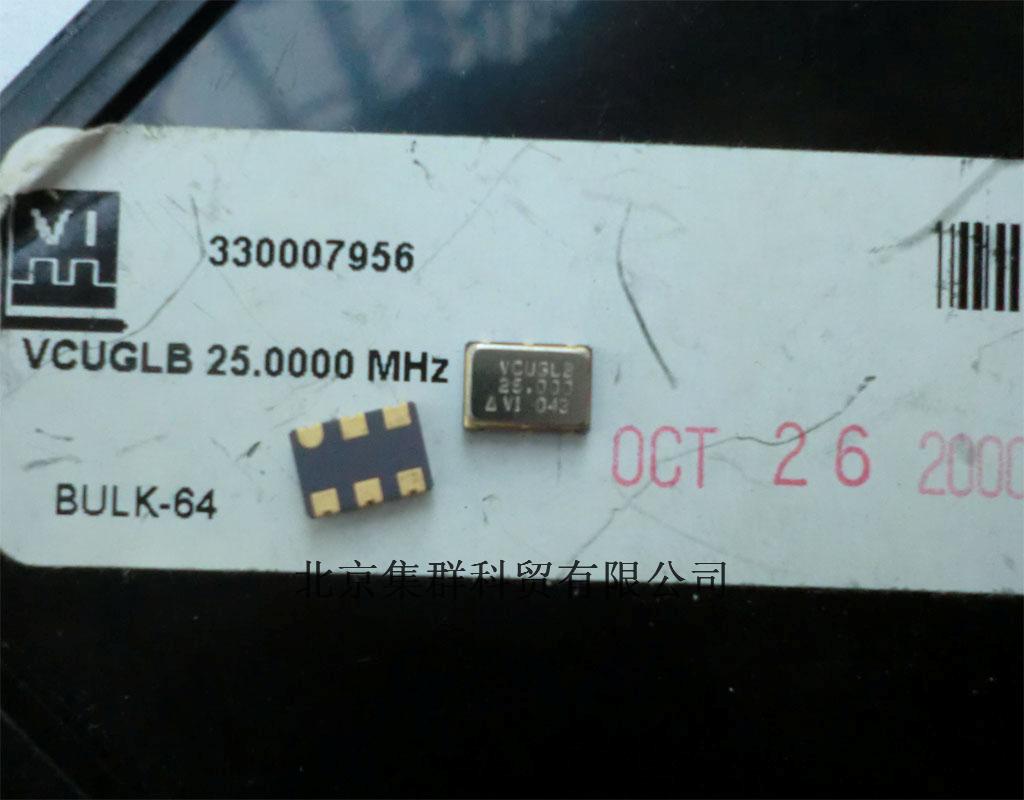 VI
330007956
VCUGLB 25.0000 MHz
VCUGLB
25.000
△ VI 043
OCT 26 2000
BULK-64
北京集群科贸有限公司